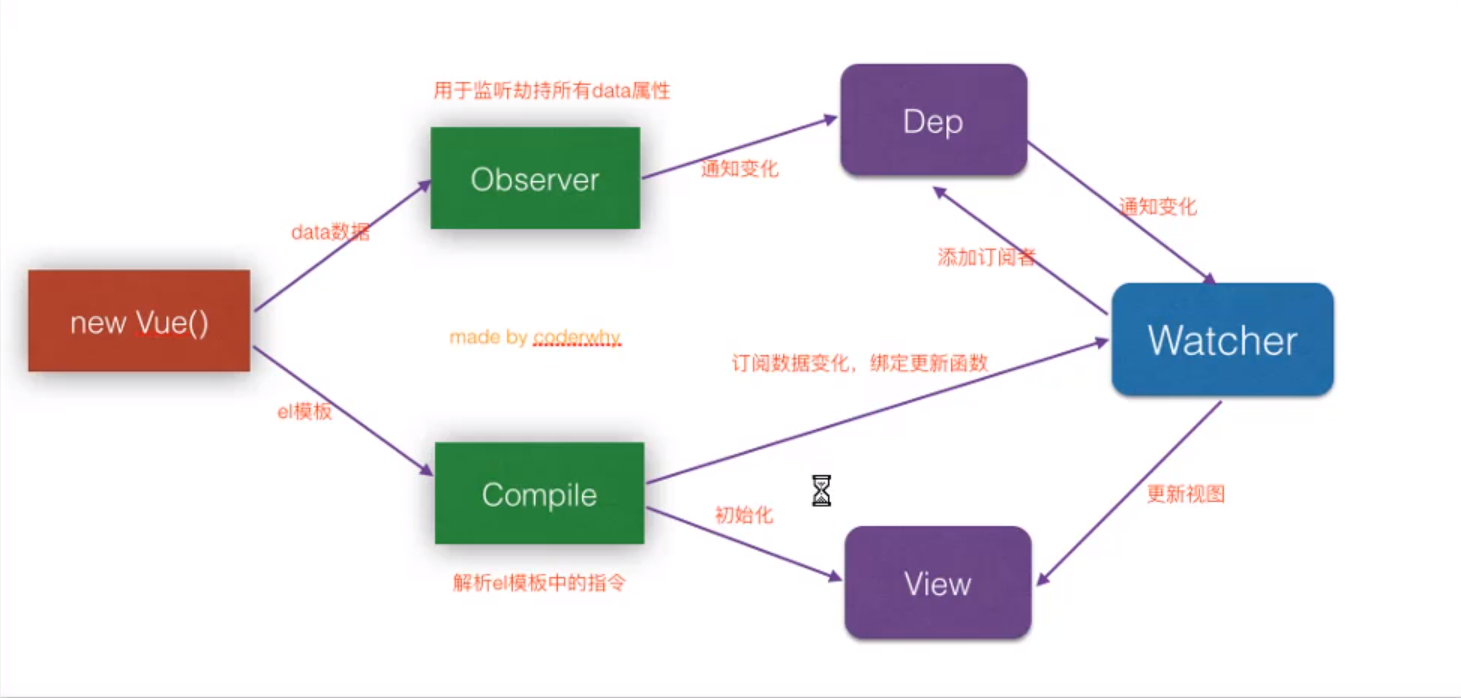 用于监听劫持所有data属性
Dep
Observer
通知变化
通知变化
data数据
添加订阅者
new Vue()
made by coderwhy
Watcher
订阅数据变化，绑定更新函数
el模板
Compile
更新视图
初始化
解析el模板中的指令
View